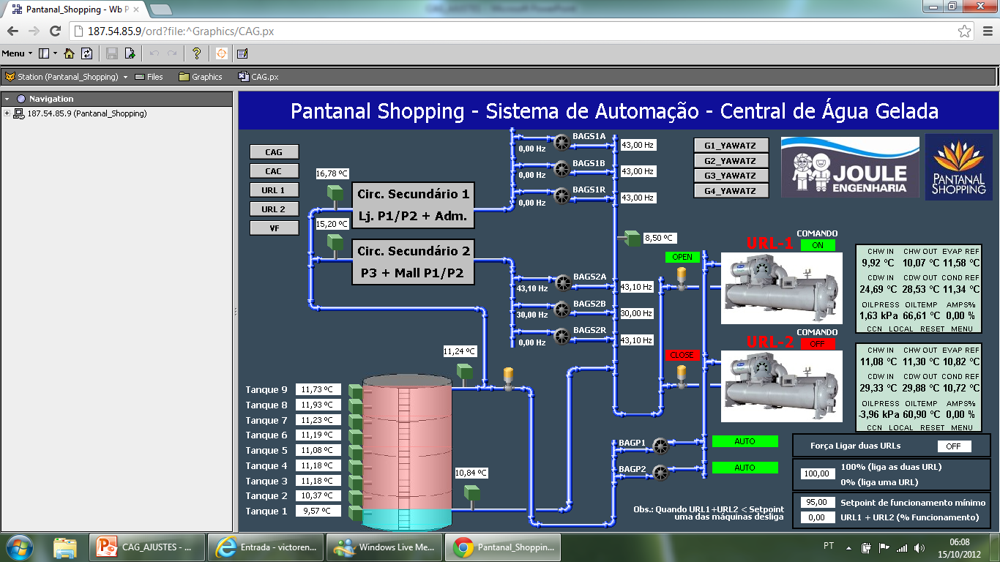 Pantanal_Shopping - Wb P
187.54.85.9/ord?file:^Graphics/CAG.px
Menu
Station (Pantanal_Shopping)
Files
Graphics
CAG.px
Navigation
187.54.85.9 (Pantanal_Shopping)
Pantanal Shopping - Sistema de Automação - Central de Água Gelada
CAG
CAC
URL 1
URL 2
VF
16,78 ºC
Circ. Secundário 1
Lj. P1/P2 + Adm.
15,20 ºC
Circ. Secundário 2
P3 + Mall P1/P2
BAGS1A
0,00 Hz
43,00 Hz
BAGS1B
0,00 Hz
43,00 Hz
BAGS1R
0,00 Hz
43,00 Hz
8,50 ºC
BAGS2A
43,10 Hz
43,10 Hz
BAGS2B
30,00 Hz
30,00 Hz
BAGS2R
0,00 Hz
43,10 Hz
G1_YAWATZ
G2_YAWATZ
G3_YAWATZ
G4_YAWATZ
JOULE
ENGENHARIA
PANTANAL
SHOPPING
OPEN
URL-1
COMANDO
ON
CHW IN CHW OUT EVAP REF
9,92 ºC 10,07 ºC 11,58 ºC
CDW IN CDW OUT COND REF
24,69 ºC 28,53 ºC 11,34 ºC
OILPRESS OILTEMP AMPS%
1,63 kPa 66,61 ºC 0,00 %
CCN LOCAL RESET MENU
CLOSE
URL-2
COMANDO
OFF
CHW IN CHW OUT EVAP REF
11,08 ºC 11,30 ºC 10,82 ºC
CDW IN CDW OUT COND REF
29,33 ºC 29,88 ºC 10,72 ºC
OILPRESS OILTEMP AMPS%
-3,96 kPa 60,90 ºC 0,00 %
CCN LOCAL RESET MENU
11,24 ºC
Tanque 9 11,73 ºC
Tanque 8 11,93 ºC
Tanque 7 11,23 ºC
Tanque 6 11,19 ºC
Tanque 5 11,08 ºC
Tanque 4 11,18 ºC
Tanque 3 11,18 ºC
Tanque 2 10,37 ºC
Tanque 1 9,57 ºC
10,84 ºC
BAGP1
AUTO
BAGP2
AUTO
Obs.: Quando URL1+URL2 < Setpoint
uma das máquinas desliga
Força Ligar duas URLs OFF
100,00
100% (liga as duas URL)
0% (liga uma URL)
95,00 Setpoint de funcionamento mínimo
0,00 URL1 + URL2 (% Funcionamento)
CAG_AJUSTES - ...
Entrada - victoren...
Windows Live Me...
Pantanal_Shoppin...
PT
06:08
15/10/2012